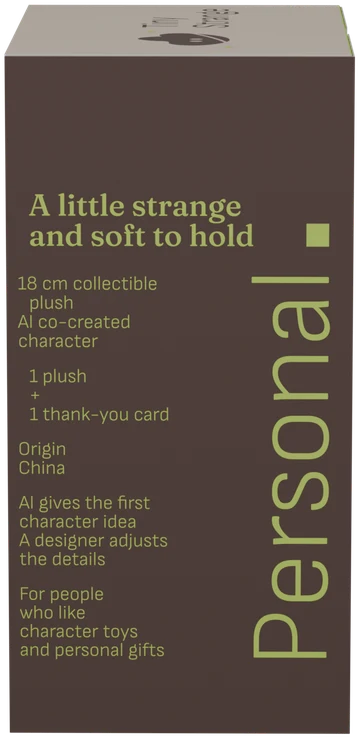 Tiny
Strange
A little strange
and soft to hold
18 cm collectible
plush
AI co-created
character
1 plush
+
1 thank-you card
Origin
China
AI gives the first
character idea
A designer adjusts
the details
For people
who like
character toys
and personal gifts
Personal